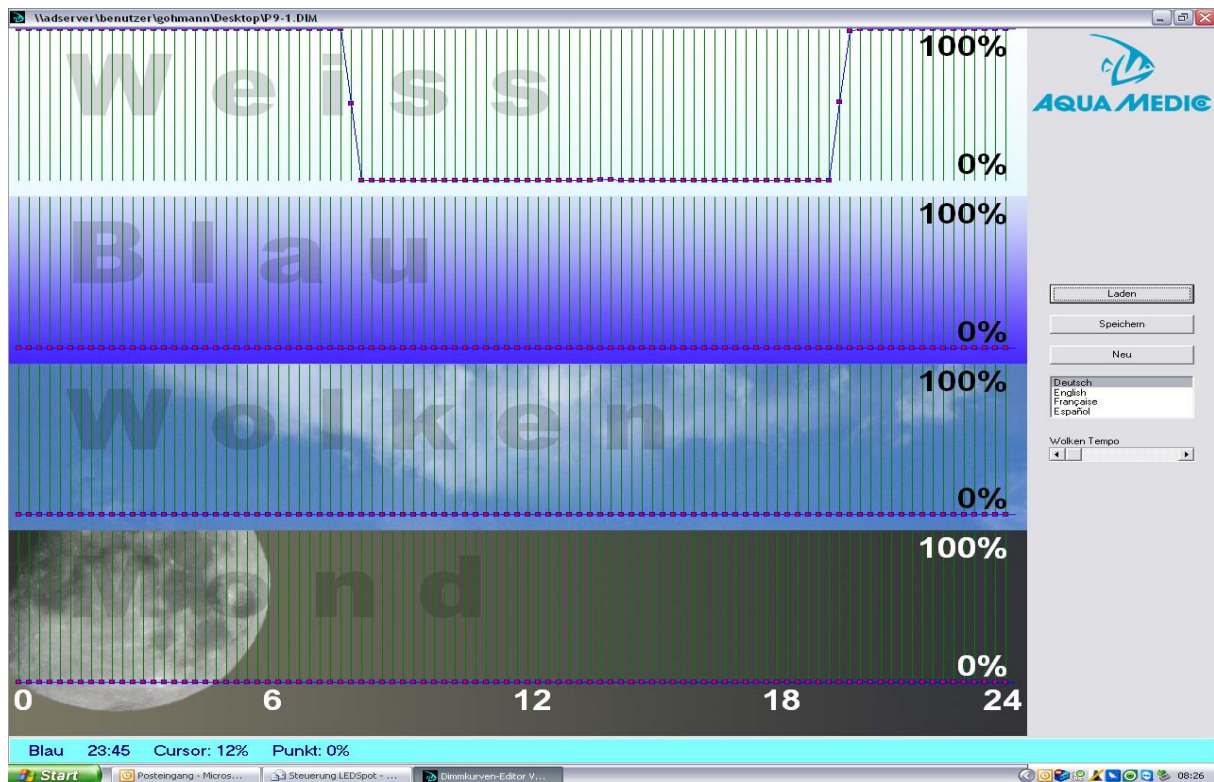 \\adserver\benutzer\gohmann\Desktop\P9-1.DIM
Weiss
100%
0%
AQUA MEDIC
Blau
100%
0%
Laden
Speichern
Neu
Deutsch
English
Française
Español
Wolken Tempo
Wolken
100%
0%
Mond
100%
0%
0 6 12 18 24
Blau 23:45 Cursor: 12% Punkt: 0%
Start Posteingang - Micros... Steuerung LEDSpot - ... Dimmkurven-Editor V... 08:26